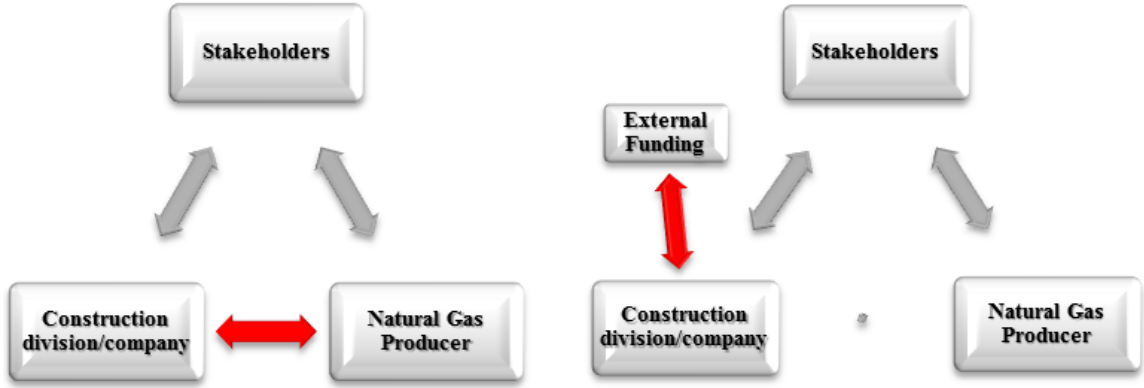 Stakeholders
Construction
division/company
Natural Gas
Producer
Stakeholders
External
Funding
Construction
division/company
Natural Gas
Producer